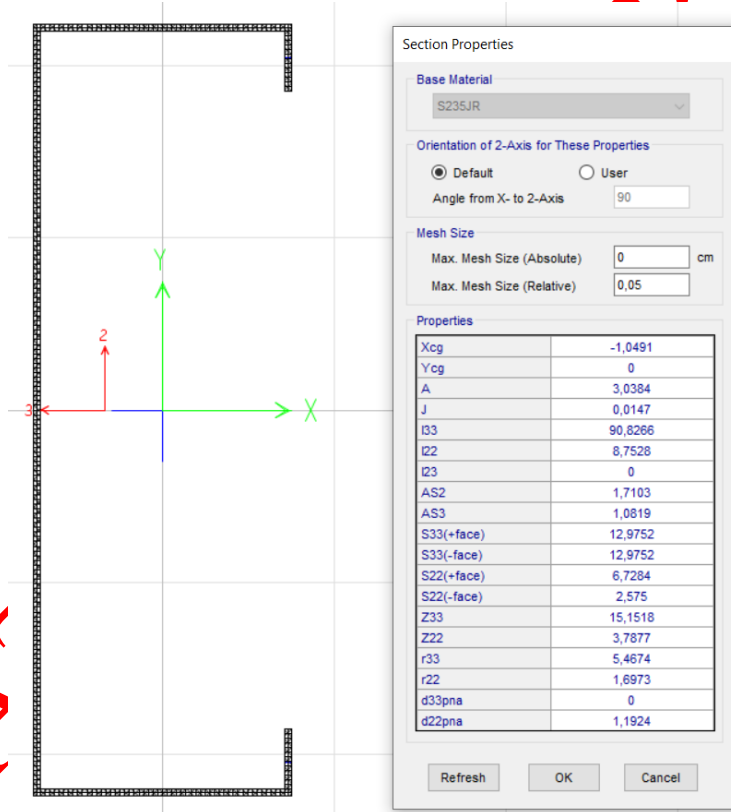 Y
X
2
3
Section Properties
Base Material
S235JR
Orientation of 2-Axis for These Properties
Default User
Angle from X- to 2-Axis 90
Mesh Size
Max. Mesh Size (Absolute) 0 cm
Max. Mesh Size (Relative) 0,05
Properties
Xcg -1,0491
Ycg 0
A 3,0384
J 0,0147
I33 90,8266
I22 8,7528
I23 0
AS2 1,7103
AS3 1,0819
S33(+face) 12,9752
S33(-face) 12,9752
S22(+face) 6,7284
S22(-face) 2,575
Z33 15,1518
Z22 3,7877
r33 5,4674
r22 1,6973
d33pna 0
d22pna 1,1924
Refresh OK Cancel